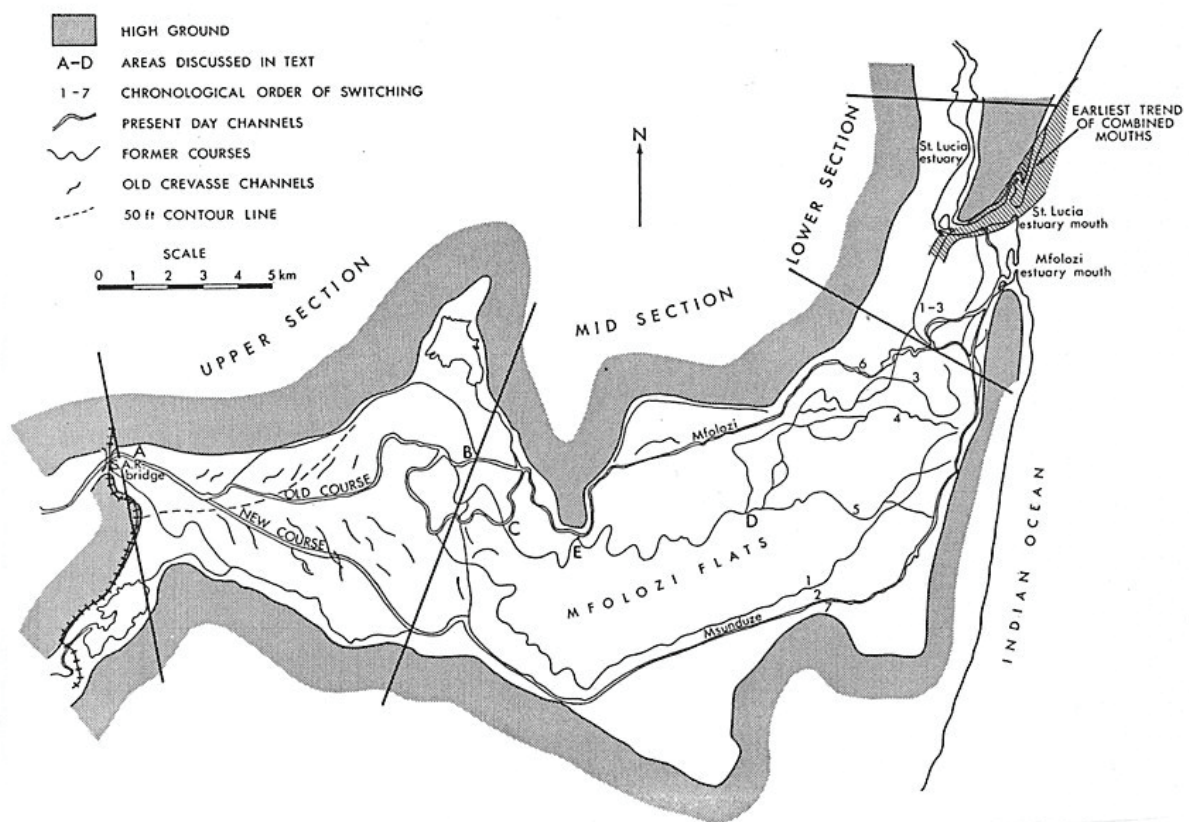 HIGH GROUND
A-D AREAS DISCUSSED IN TEXT
1-7 CHRONOLOGICAL ORDER OF SWITCHING
PRESENT DAY CHANNELS
FORMER COURSES
OLD CREVASSE CHANNELS
50 ft CONTOUR LINE
SCALE
0 1 2 3 4 5 km
N
UPPER SECTION
MID SECTION
LOWER SECTION
EARLIEST TREND
OF COMBINED
MOUTHS
St. Lucia
estuary
St. Lucia
estuary mouth
Mfolozi
estuary mouth
1-3
6
3
4
Mfolozi
A
S.A.R.
bridge
OLD COURSE
B
NEW COURSE
C
D
5
E
MFOLOZI FLATS
1
2
7
Msunduze
INDIAN OCEAN